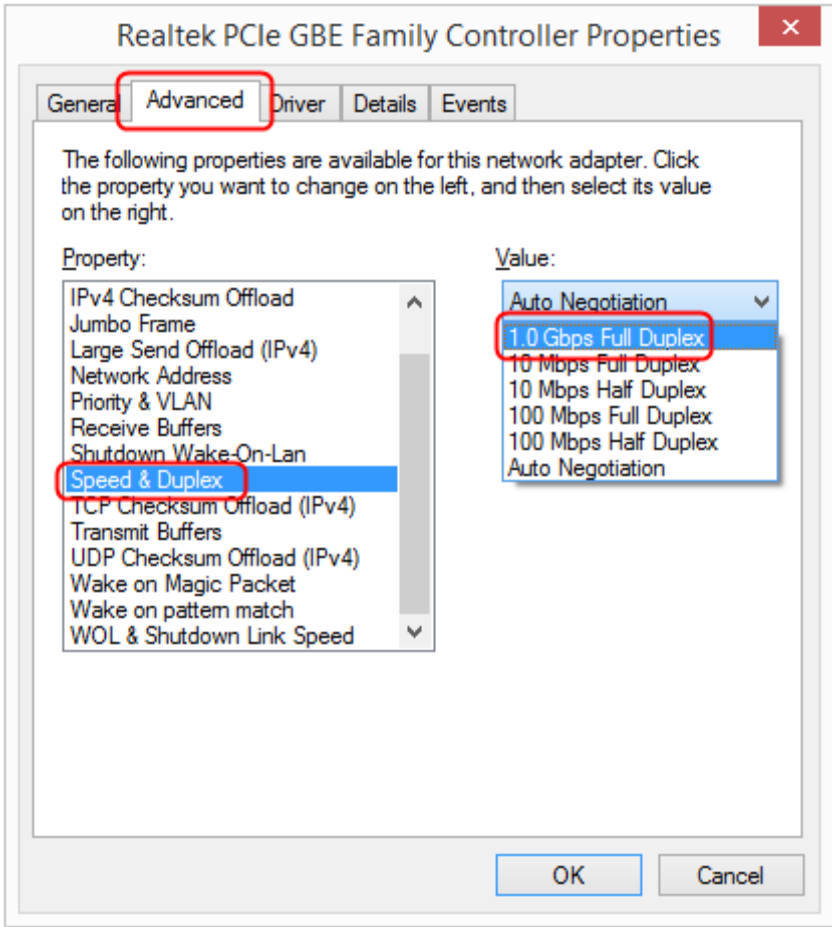 Realtek PCIe GBE Family Controller Properties
General Advanced Driver Details Events
The following properties are available for this network adapter. Click
the property you want to change on the left, and then select its value
on the right.
Property:
IPv4 Checksum Offload
Jumbo Frame
Large Send Offload (IPv4)
Network Address
Priority & VLAN
Receive Buffers
Shutdown Wake-On-Lan
Speed & Duplex
TCP Checksum Offload (IPv4)
Transmit Buffers
UDP Checksum Offload (IPv4)
Wake on Magic Packet
Wake on pattern match
WOL & Shutdown Link Speed
Value:
Auto Negotiation
1.0 Gbps Full Duplex
10 Mbps Full Duplex
10 Mbps Half Duplex
100 Mbps Full Duplex
100 Mbps Half Duplex
Auto Negotiation
OK Cancel